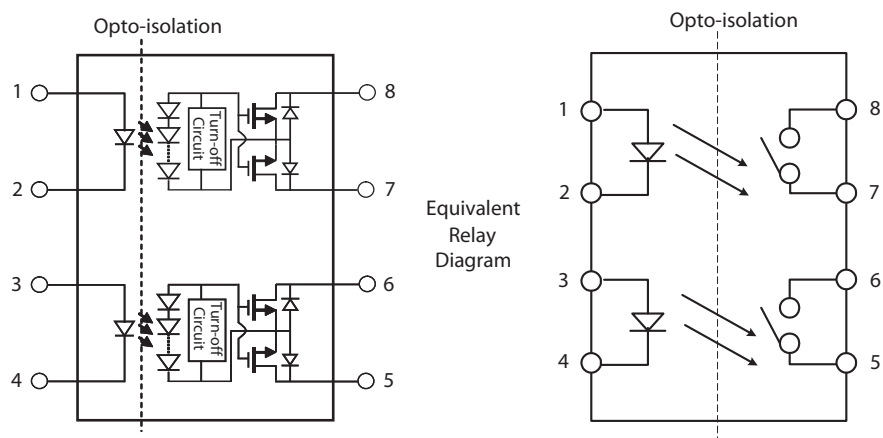 Opto-isolation
1
2
3
4
Turn-off
Circuit
Turn-off
Circuit
8
7
6
5
Equivalent
Relay
Diagram
Opto-isolation
1
2
3
4
8
7
6
5